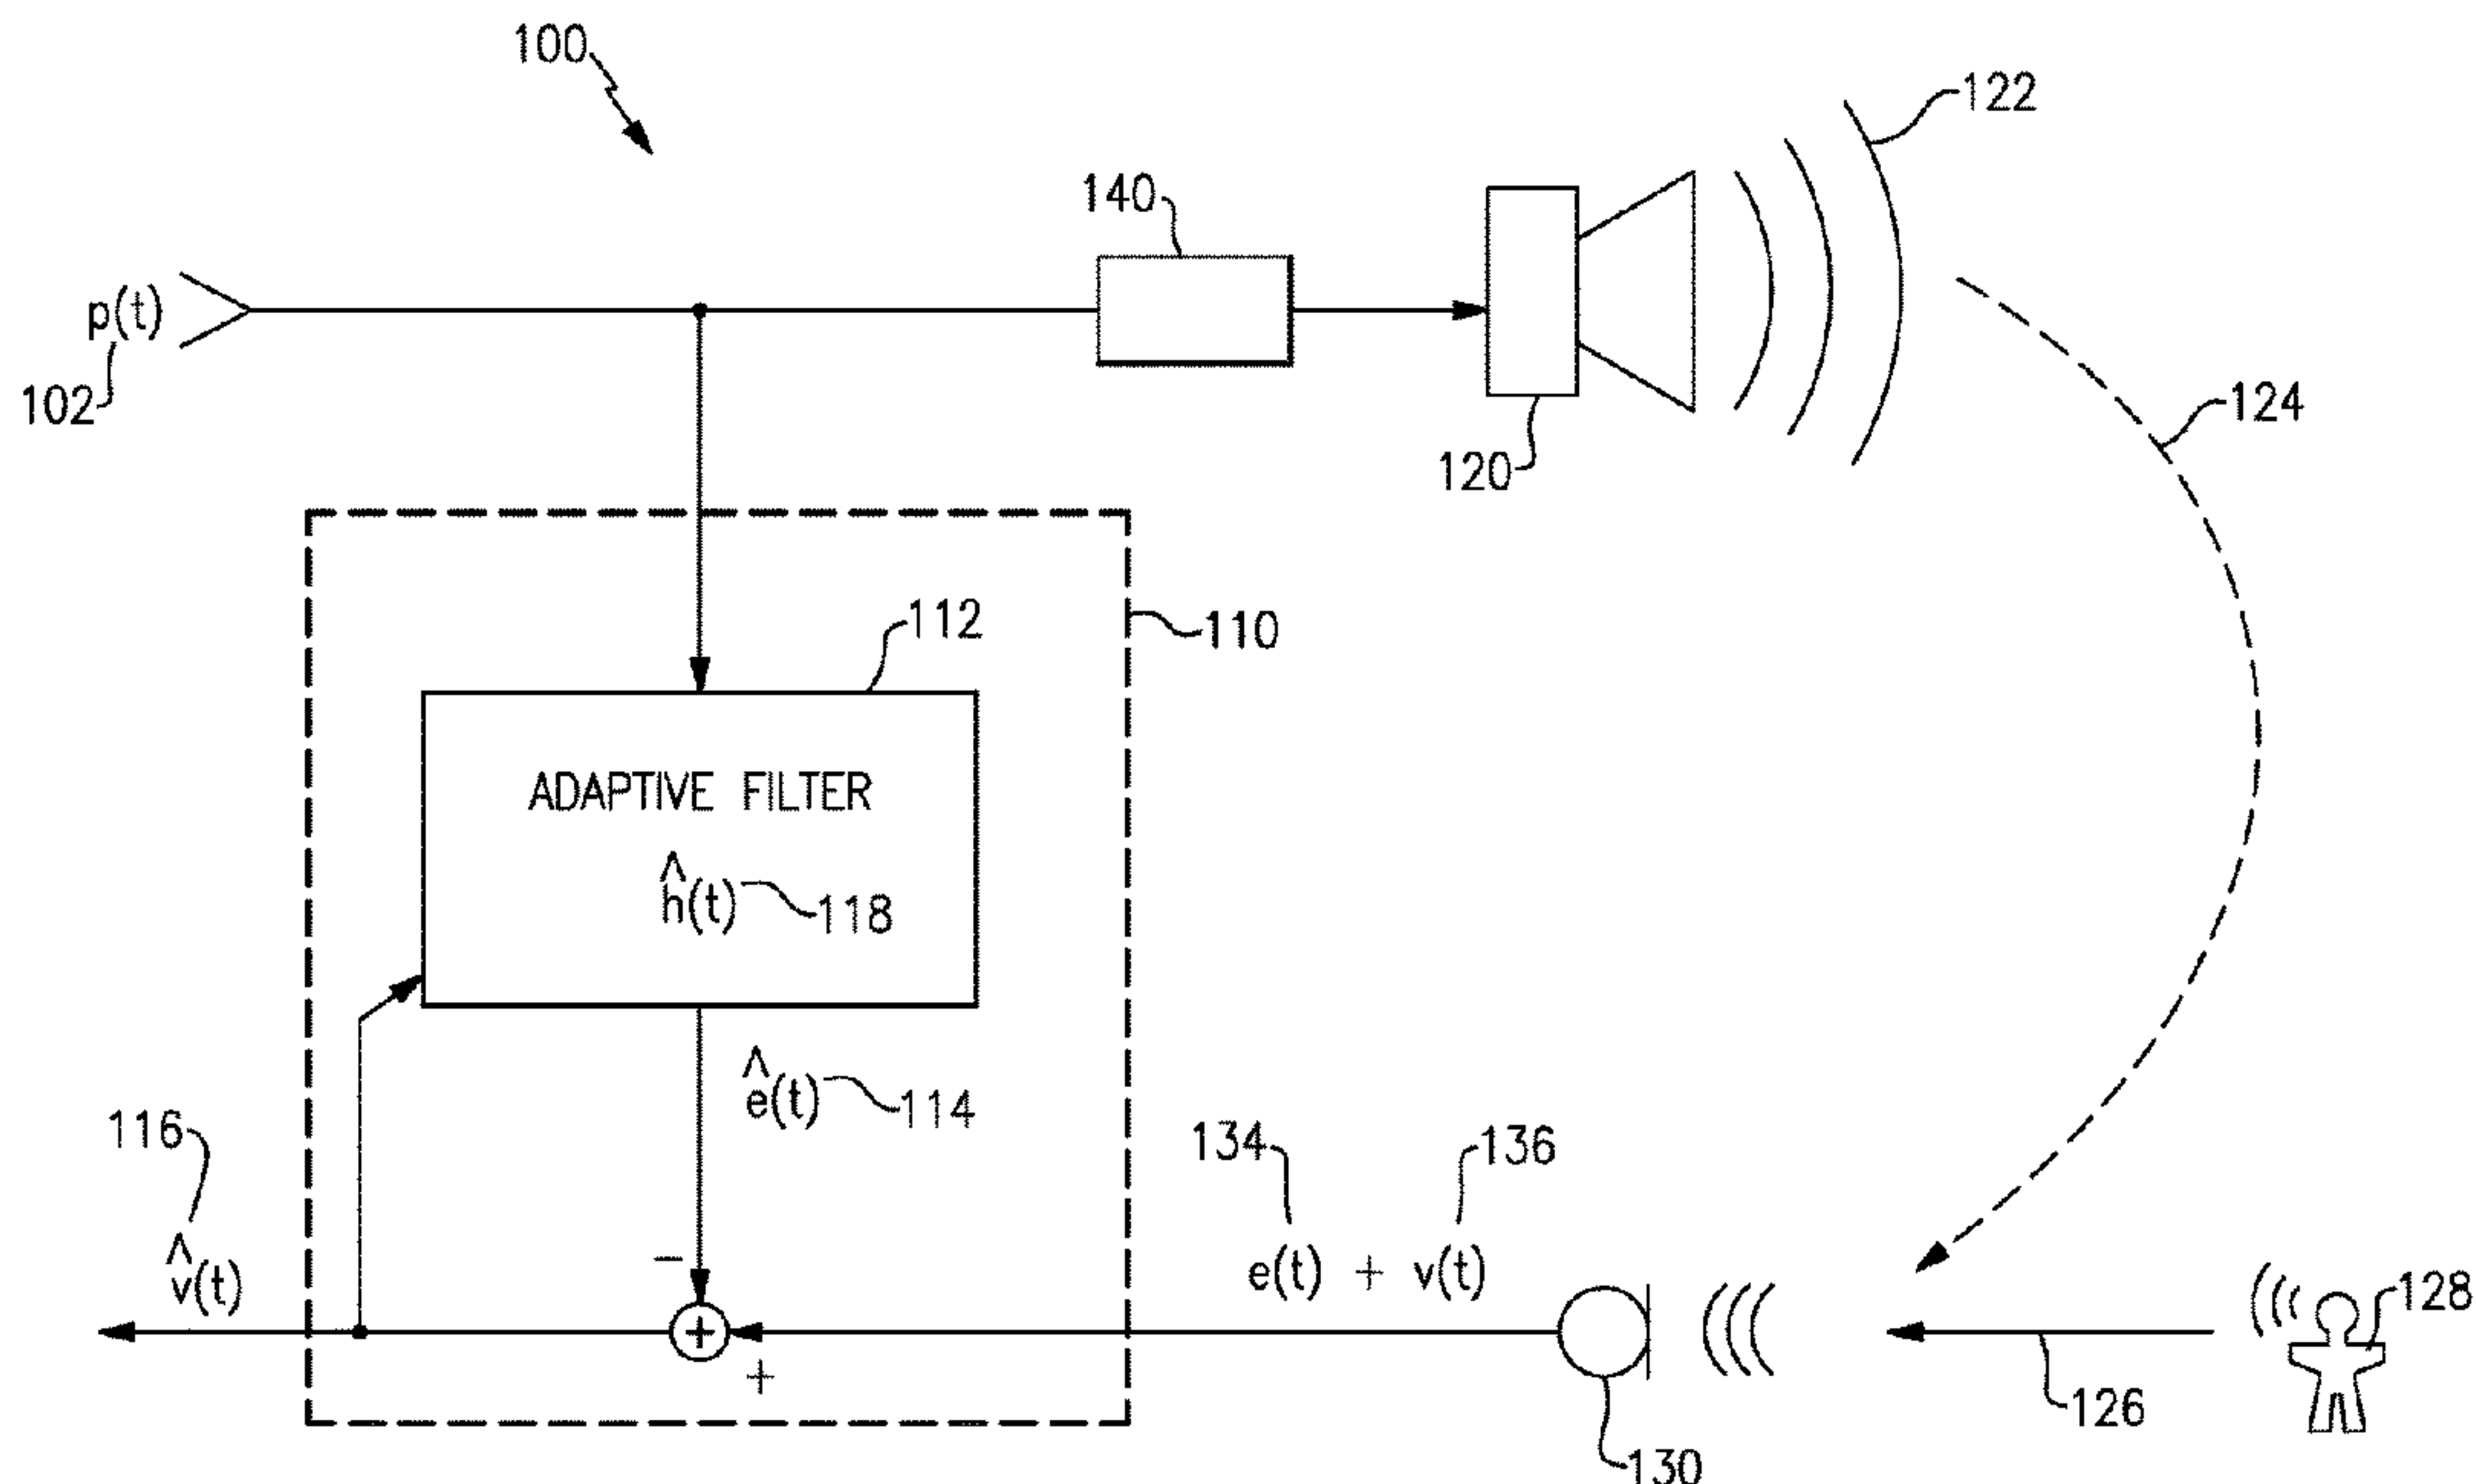 100
122
140
p(t)
102
124
120
112
110
ADAPTIVE FILTER
ĥ(t) 118
ê(t) 114
116
134
136
v̂(t)
−
e(t) + v(t)
128
+
+
126
130